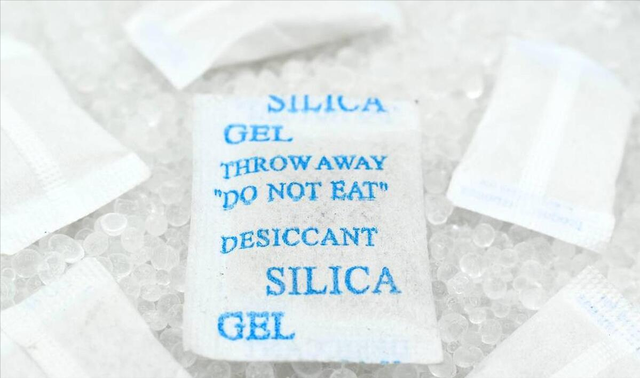 SILICA
GEL
THROW AWAY
"DO NOT EAT"
DESICCANT
SILICA
GEL